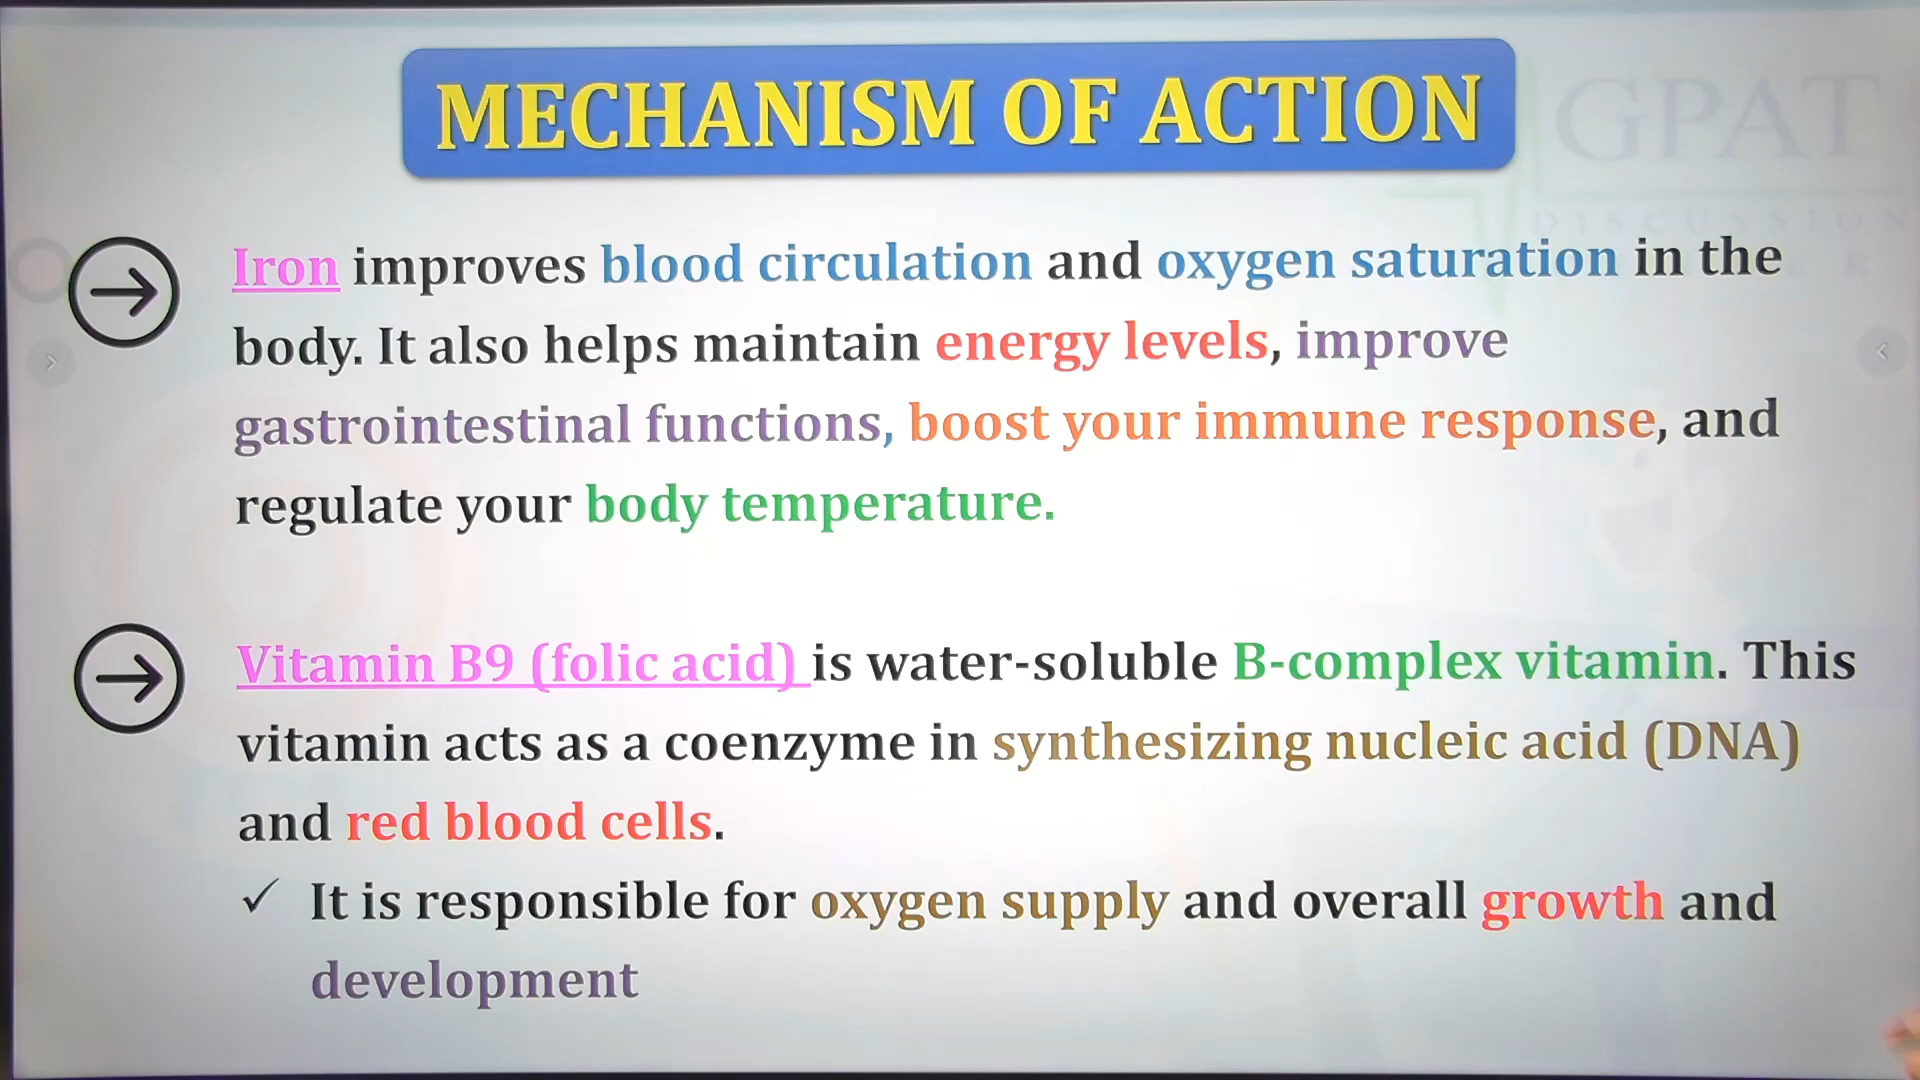 MECHANISM OF ACTION
GPAT
DISCUSSION
Iron improves blood circulation and oxygen saturation in the
body. It also helps maintain energy levels, improve
gastrointestinal functions, boost your immune response, and
regulate your body temperature.
Vitamin B9 (folic acid) is water-soluble B-complex vitamin. This
vitamin acts as a coenzyme in synthesizing nucleic acid (DNA)
and red blood cells.
✓ It is responsible for oxygen supply and overall growth and
development